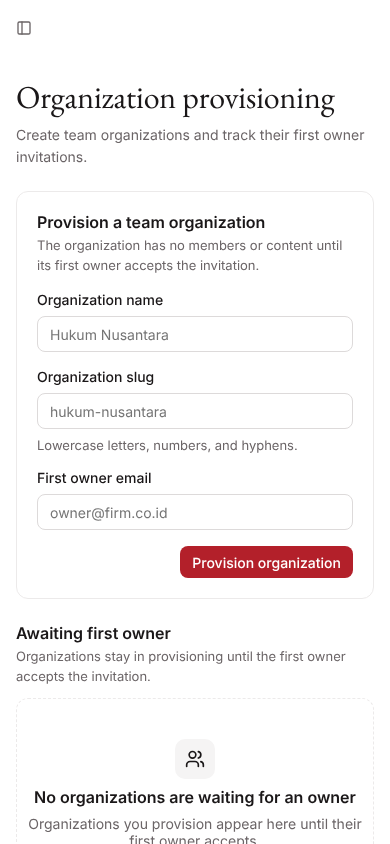 Organization provisioning
Create team organizations and track their first owner
invitations.
Provision a team organization
The organization has no members or content until
its first owner accepts the invitation.
Organization name
Hukum Nusantara
Organization slug
hukum-nusantara
Lowercase letters, numbers, and hyphens.
First owner email
owner@firm.co.id
Provision organization
Awaiting first owner
Organizations stay in provisioning until the first owner
accepts the invitation.
No organizations are waiting for an owner
Organizations you provision appear here until their
first owner accepts.